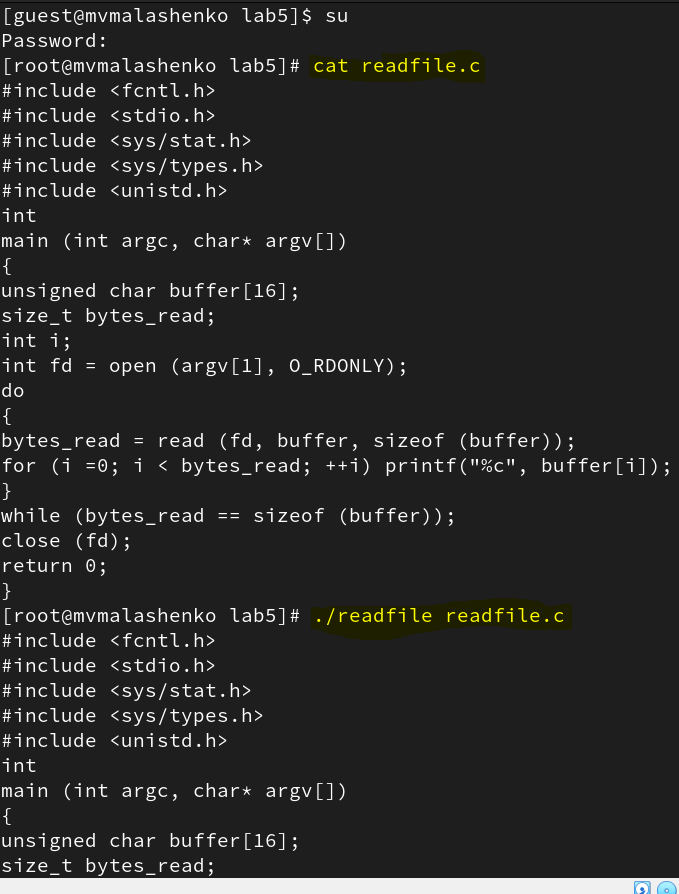 [guest@mvmalashenko lab5]$ su
Password:
[root@mvmalashenko lab5]# cat readfile.c
#include <fcntl.h>
#include <stdio.h>
#include <sys/stat.h>
#include <sys/types.h>
#include <unistd.h>
int
main (int argc, char* argv[])
{
unsigned char buffer[16];
size_t bytes_read;
int i;
int fd = open (argv[1], O_RDONLY);
do
{
bytes_read = read (fd, buffer, sizeof (buffer));
for (i =0; i < bytes_read; ++i) printf("%c", buffer[i]);
}
while (bytes_read == sizeof (buffer));
close (fd);
return 0;
}
[root@mvmalashenko lab5]# ./readfile readfile.c
#include <fcntl.h>
#include <stdio.h>
#include <sys/stat.h>
#include <sys/types.h>
#include <unistd.h>
int
main (int argc, char* argv[])
{
unsigned char buffer[16];
size_t bytes_read;